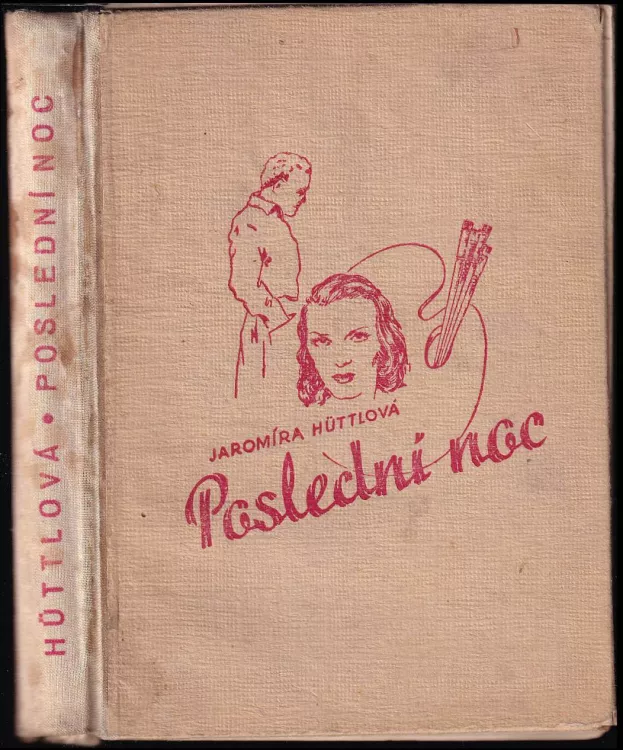 HÜTTLOVÁ • POSLEDNÍ NOC
JAROMÍRA HÜTTLOVÁ
Poslední noc